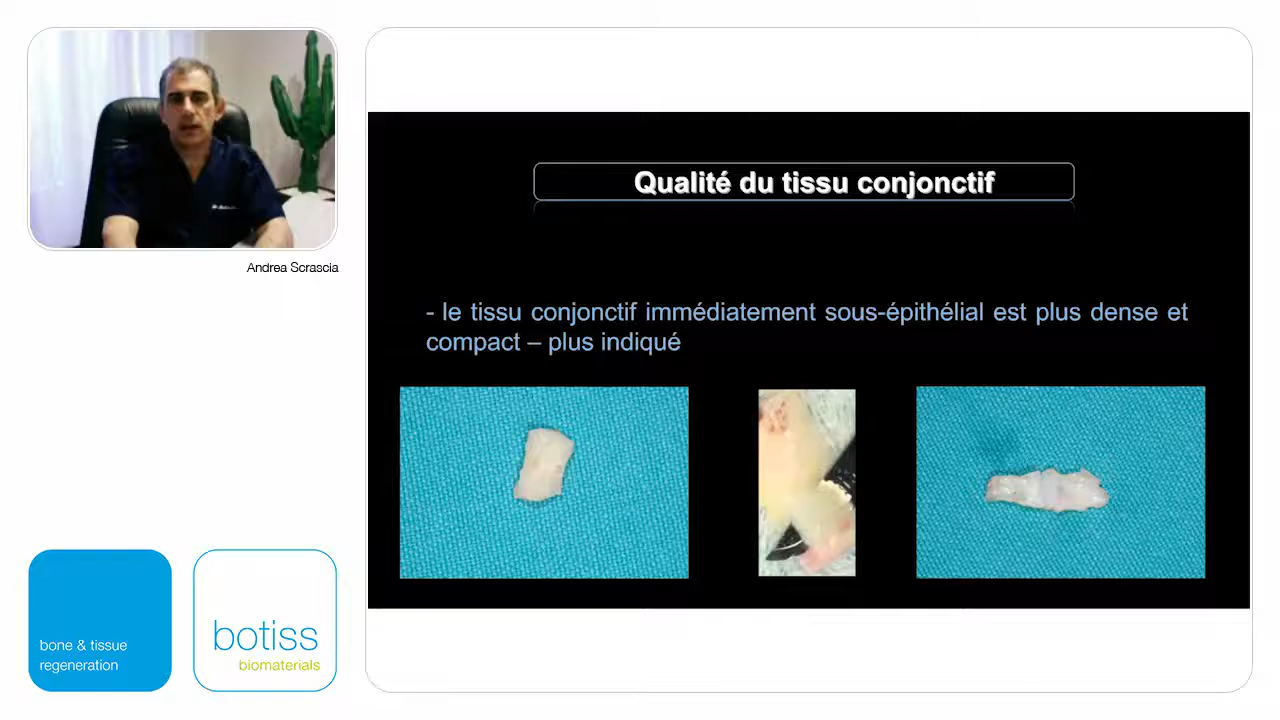 Andrea Scrascia
Qualité du tissu conjonctif
- le tissu conjonctif immédiatement sous-épithélial est plus dense et
compact – plus indiqué
bone & tissue
regeneration
botiss
biomaterials